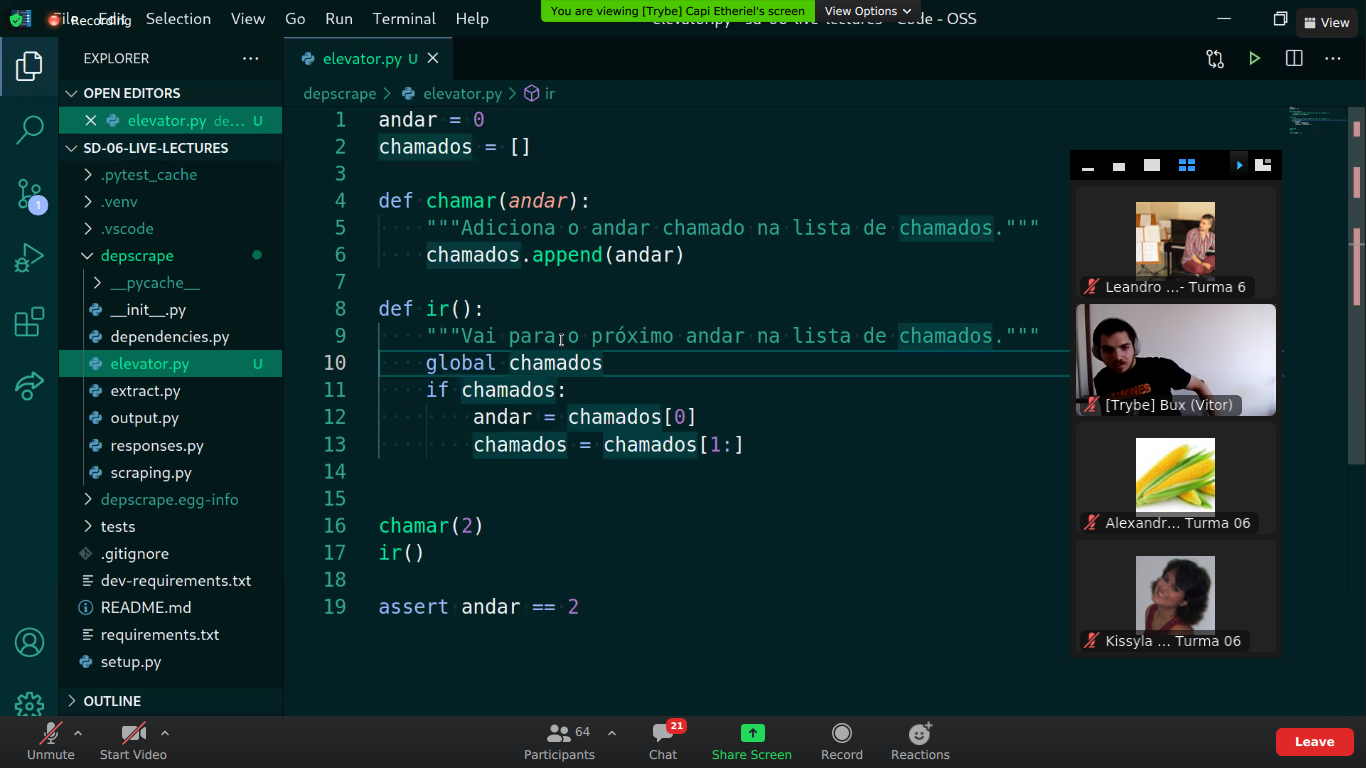 File Edit Selection View Go Run Terminal Help
Recording
You are viewing [Trybe] Capi Etheriel's screen
View Options
View
EXPLORER
OPEN EDITORS
elevator.py de... U
SD-06-LIVE-LECTURES
.pytest_cache
.venv
.vscode
depscrape
__pycache__
__init__.py
dependencies.py
elevator.py U
extract.py
output.py
responses.py
scraping.py
depscrape.egg-info
tests
.gitignore
dev-requirements.txt
README.md
requirements.txt
setup.py
OUTLINE
1
elevator.py U
depscrape > elevator.py > ir
1 andar = 0
2 chamados = []
3
4 def chamar(andar):
5 """Adiciona o andar chamado na lista de chamados."""
6 chamados.append(andar)
7
8 def ir():
9 """Vai para o próximo andar na lista de chamados."""
10 global chamados
11 if chamados:
12 andar = chamados[0]
13 chamados = chamados[1:]
14
15
16 chamar(2)
17 ir()
18
19 assert andar == 2
Leandro ...- Turma 6
[Trybe] Bux (Vitor)
Alexandr... Turma 06
Kissyla ... Turma 06
Unmute
Start Video
Participants 64
Chat 21
Share Screen
Record
Reactions
Leave